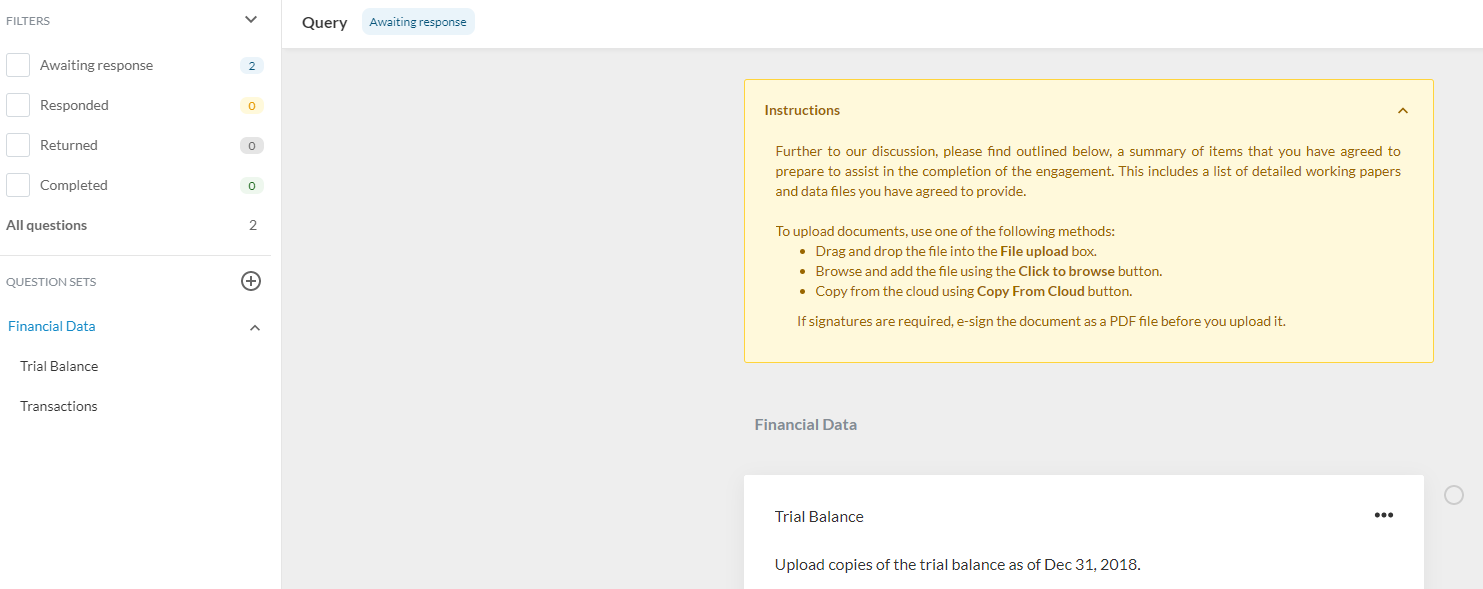 FILTERS
Awaiting response 2
Responded 0
Returned 0
Completed 0
All questions 2
QUESTION SETS
Financial Data
Trial Balance
Transactions
Query Awaiting response
Instructions
Further to our discussion, please find outlined below, a summary of items that you have agreed to
prepare to assist in the completion of the engagement. This includes a list of detailed working papers
and data files you have agreed to provide.
To upload documents, use one of the following methods:
• Drag and drop the file into the File upload box.
• Browse and add the file using the Click to browse button.
• Copy from the cloud using Copy From Cloud button.
If signatures are required, e-sign the document as a PDF file before you upload it.
Financial Data
Trial Balance
Upload copies of the trial balance as of Dec 31, 2018.